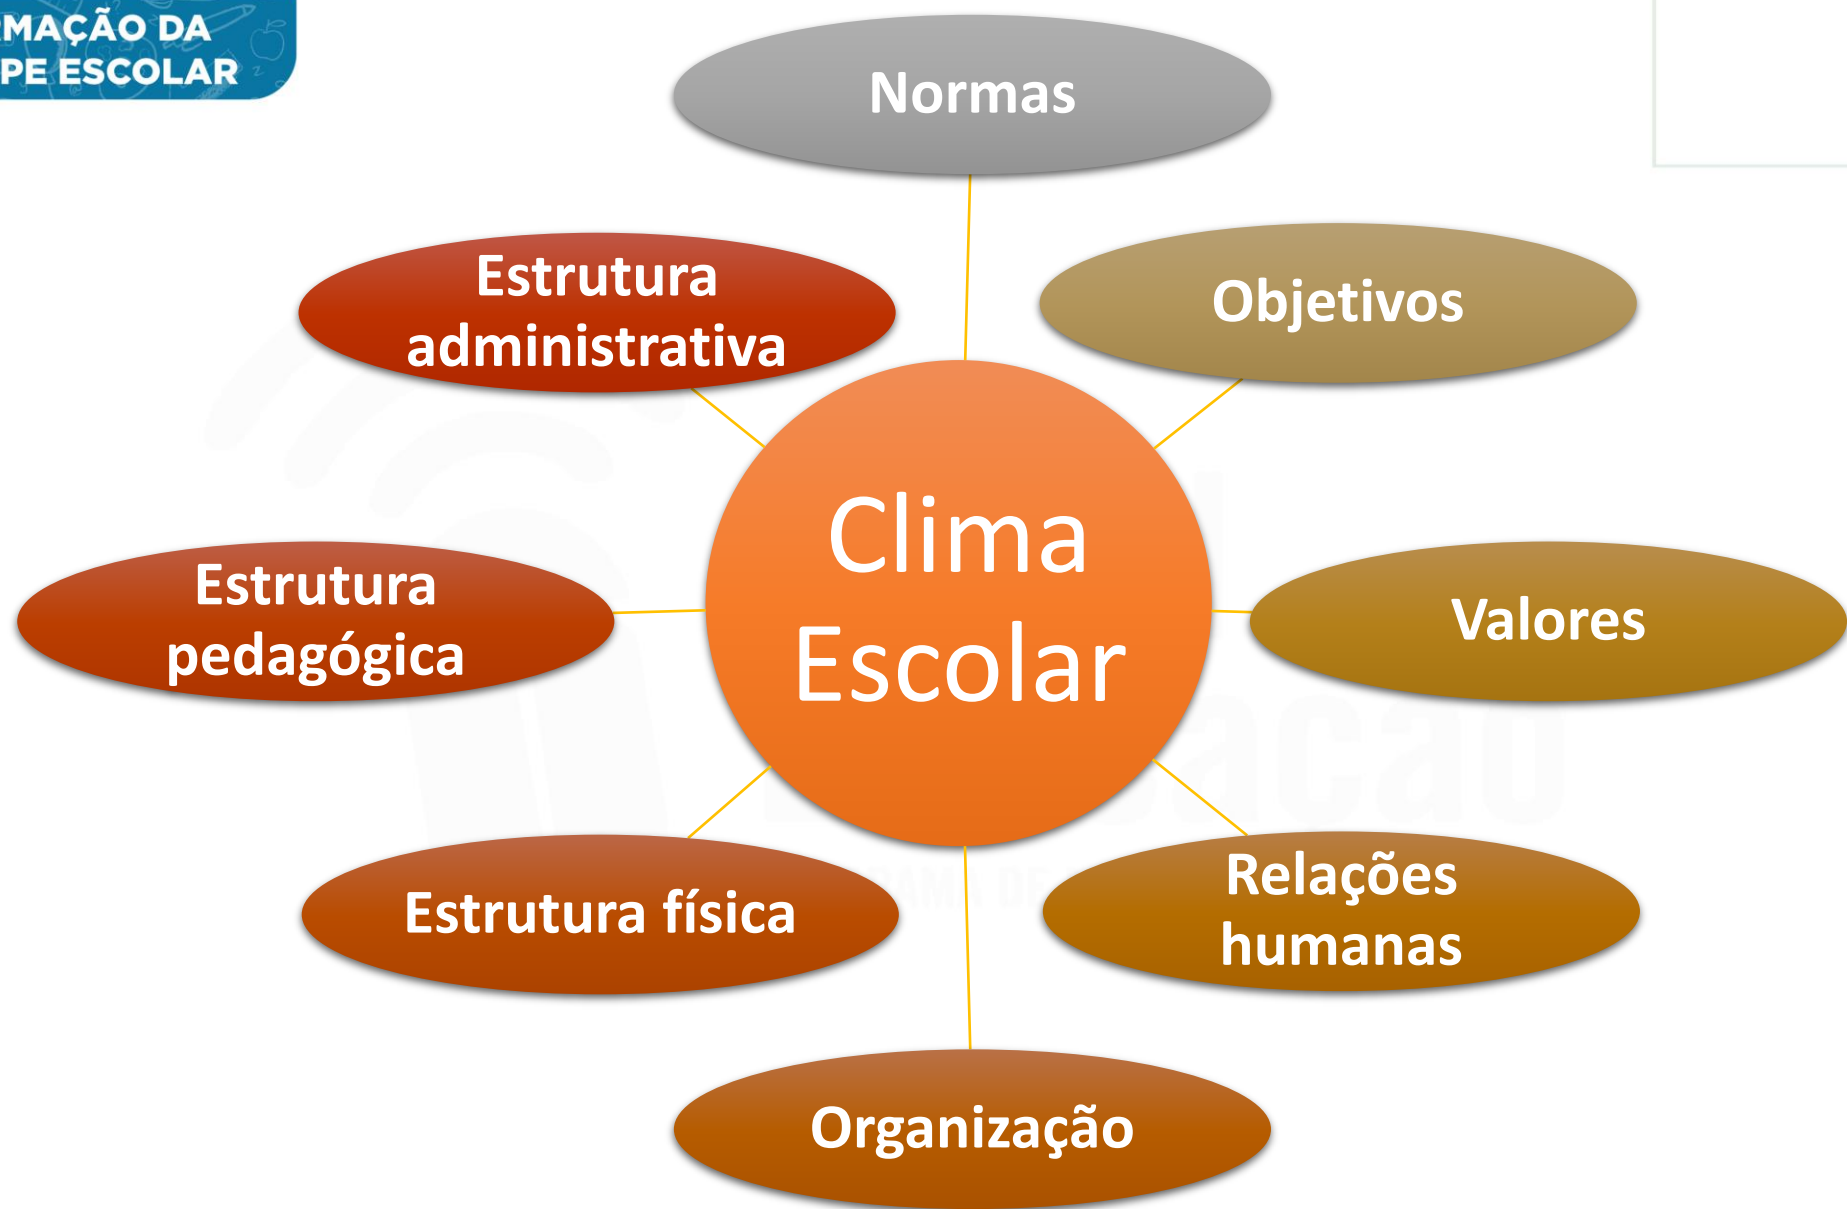 MAÇÃO DA
PE ESCOLAR
Normas
Estrutura
administrativa
Objetivos
Clima
Escolar
Estrutura
pedagógica
Valores
Estrutura física
Relações
humanas
Organização